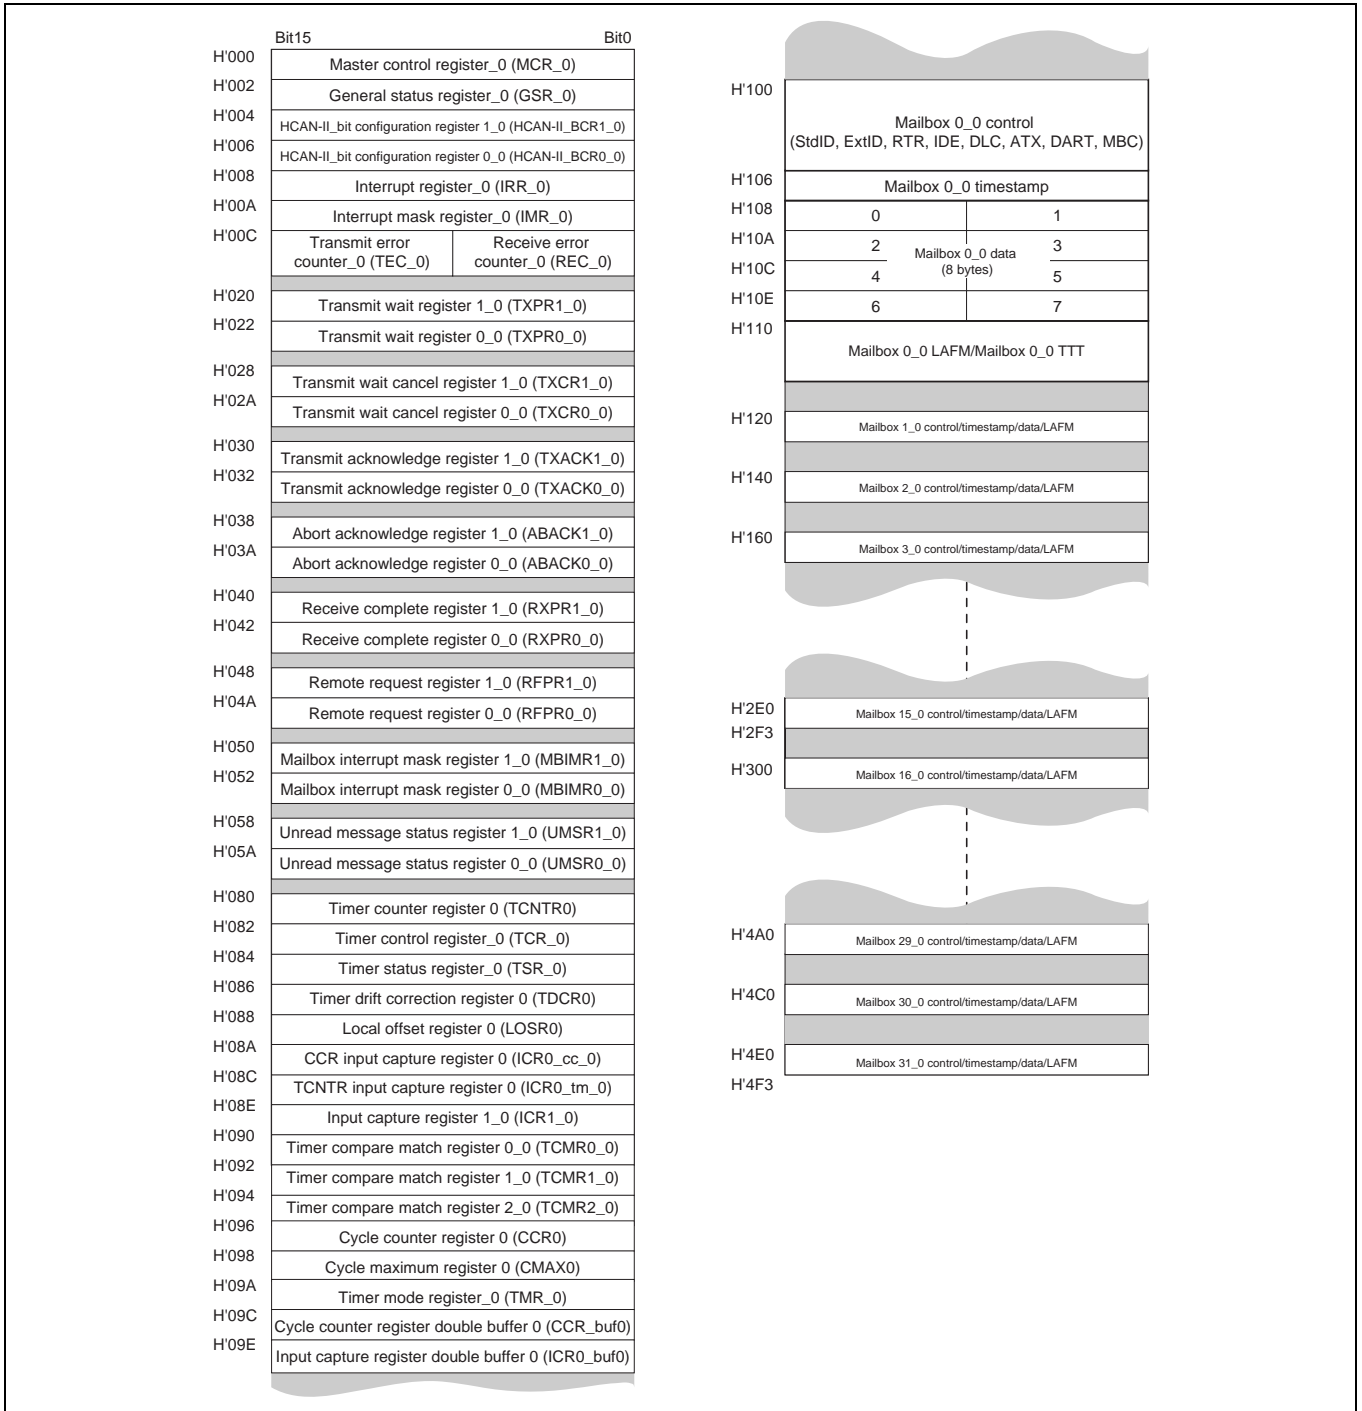 Bit15 Bit0
H'000 Master control register_0 (MCR_0)
H'002 General status register_0 (GSR_0)
H'004 HCAN-II_bit configuration register 1_0 (HCAN-II_BCR1_0)
H'006 HCAN-II_bit configuration register 0_0 (HCAN-II_BCR0_0)
H'008 Interrupt register_0 (IRR_0)
H'00A Interrupt mask register_0 (IMR_0)
H'00C Transmit error Receive error
counter_0 (TEC_0) counter_0 (REC_0)
H'020 Transmit wait register 1_0 (TXPR1_0)
H'022 Transmit wait register 0_0 (TXPR0_0)
H'028 Transmit wait cancel register 1_0 (TXCR1_0)
H'02A Transmit wait cancel register 0_0 (TXCR0_0)
H'030 Transmit acknowledge register 1_0 (TXACK1_0)
H'032 Transmit acknowledge register 0_0 (TXACK0_0)
H'038 Abort acknowledge register 1_0 (ABACK1_0)
H'03A Abort acknowledge register 0_0 (ABACK0_0)
H'040 Receive complete register 1_0 (RXPR1_0)
H'042 Receive complete register 0_0 (RXPR0_0)
H'048 Remote request register 1_0 (RFPR1_0)
H'04A Remote request register 0_0 (RFPR0_0)
H'050 Mailbox interrupt mask register 1_0 (MBIMR1_0)
H'052 Mailbox interrupt mask register 0_0 (MBIMR0_0)
H'058 Unread message status register 1_0 (UMSR1_0)
H'05A Unread message status register 0_0 (UMSR0_0)
H'080 Timer counter register 0 (TCNTR0)
H'082 Timer control register_0 (TCR_0)
H'084 Timer status register_0 (TSR_0)
H'086 Timer drift correction register 0 (TDCR0)
H'088 Local offset register 0 (LOSR0)
H'08A CCR input capture register 0 (ICR0_cc_0)
H'08C TCNTR input capture register 0 (ICR0_tm_0)
H'08E Input capture register 1_0 (ICR1_0)
H'090 Timer compare match register 0_0 (TCMR0_0)
H'092 Timer compare match register 1_0 (TCMR1_0)
H'094 Timer compare match register 2_0 (TCMR2_0)
H'096 Cycle counter register 0 (CCR0)
H'098 Cycle maximum register 0 (CMAX0)
H'09A Timer mode register_0 (TMR_0)
H'09C Cycle counter register double buffer 0 (CCR_buf0)
H'09E Input capture register double buffer 0 (ICR0_buf0)
H'100 Mailbox 0_0 control
(StdID, ExtID, RTR, IDE, DLC, ATX, DART, MBC)
H'106 Mailbox 0_0 timestamp
H'108 0 1
H'10A 2 Mailbox 0_0 data 3
H'10C 4 (8 bytes) 5
H'10E 6 7
H'110 Mailbox 0_0 LAFM/Mailbox 0_0 TTT
H'120 Mailbox 1_0 control/timestamp/data/LAFM
H'140 Mailbox 2_0 control/timestamp/data/LAFM
H'160 Mailbox 3_0 control/timestamp/data/LAFM
H'2E0 Mailbox 15_0 control/timestamp/data/LAFM
H'2F3
H'300 Mailbox 16_0 control/timestamp/data/LAFM
H'4A0 Mailbox 29_0 control/timestamp/data/LAFM
H'4C0 Mailbox 30_0 control/timestamp/data/LAFM
H'4E0 Mailbox 31_0 control/timestamp/data/LAFM
H'4F3